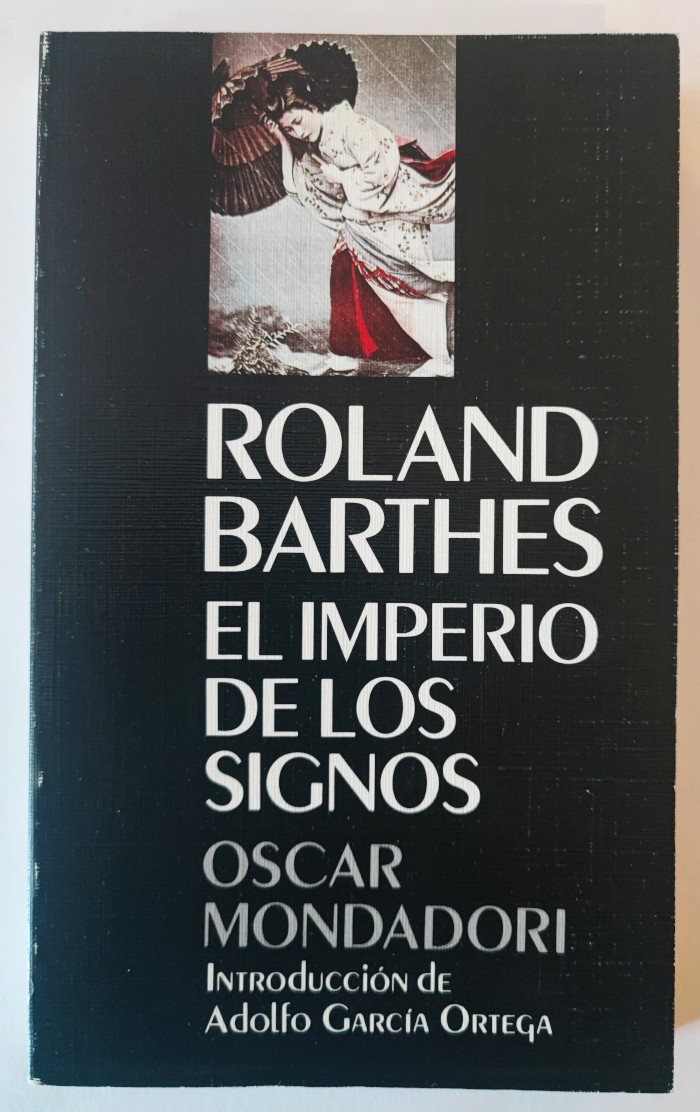 ROLAND
BARTHES
EL IMPERIO
DE LOS
SIGNOS
OSCAR
MONDADORI
INTRODUCCIÓN DE
ADOLFO GARCÍA ORTEGA